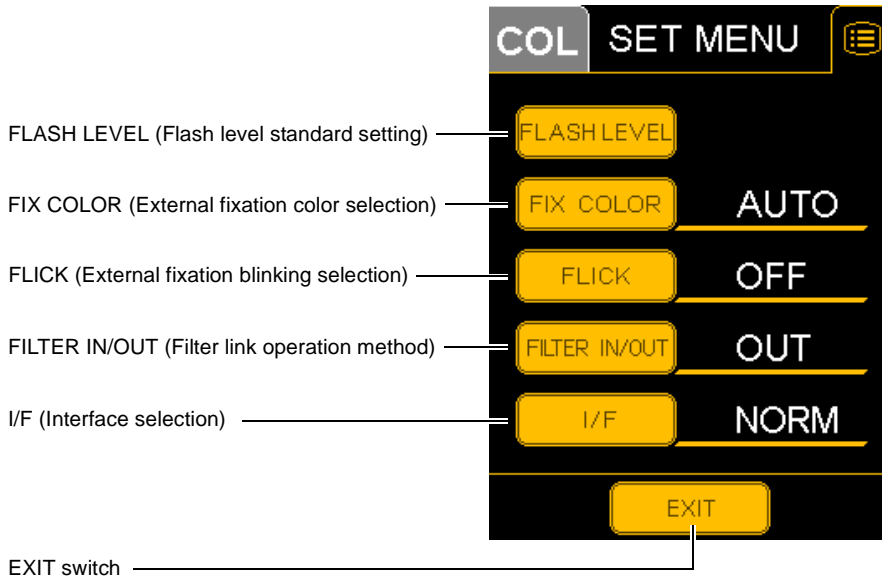 COL SET MENU
FLASH LEVEL (Flash level standard setting) FLASH LEVEL
FIX COLOR (External fixation color selection) FIX COLOR AUTO
FLICK (External fixation blinking selection) FLICK OFF
FILTER IN/OUT (Filter link operation method) FILTER IN/OUT OUT
I/F (Interface selection) I/F NORM
EXIT
EXIT switch